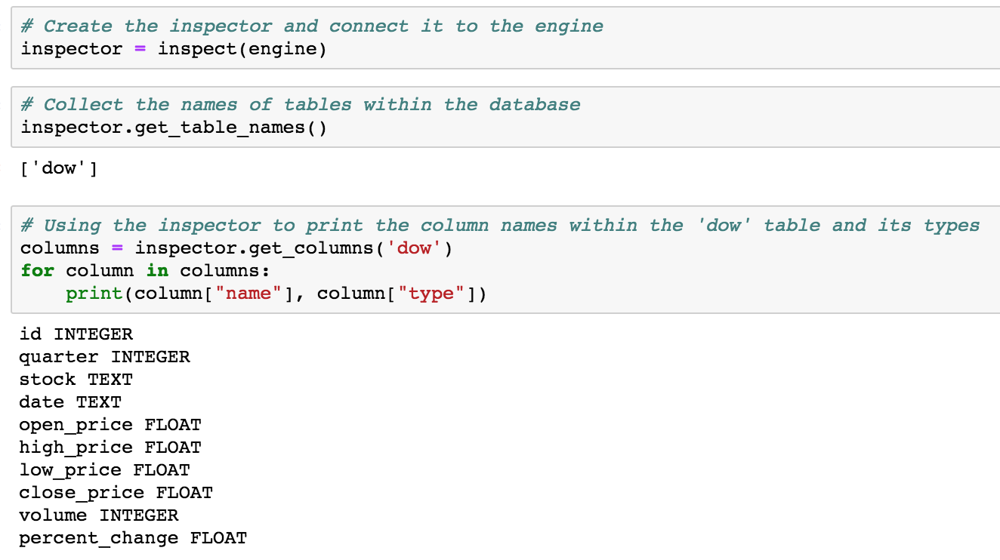 # Create the inspector and connect it to the engine
inspector = inspect(engine)
# Collect the names of tables within the database
inspector.get_table_names()
['dow']
# Using the inspector to print the column names within the 'dow' table and its types
columns = inspector.get_columns('dow')
for column in columns:
    print(column["name"], column["type"])
id INTEGER
quarter INTEGER
stock TEXT
date TEXT
open_price FLOAT
high_price FLOAT
low_price FLOAT
close_price FLOAT
volume INTEGER
percent_change FLOAT